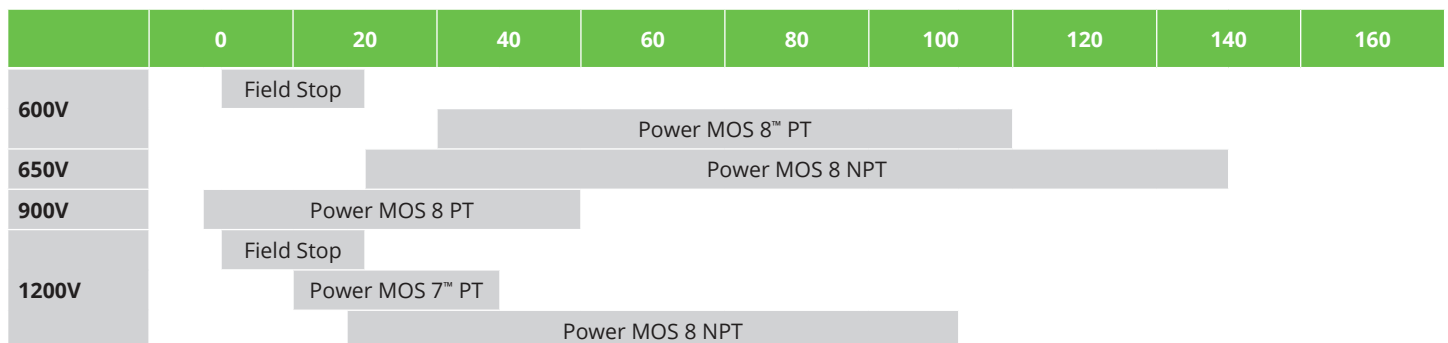 0 20 40 60 80 100 120 140 160
600V
Field Stop
Power MOS 8™ PT
650V
Power MOS 8 NPT
900V
Power MOS 8 PT
1200V
Field Stop
Power MOS 7™ PT
Power MOS 8 NPT